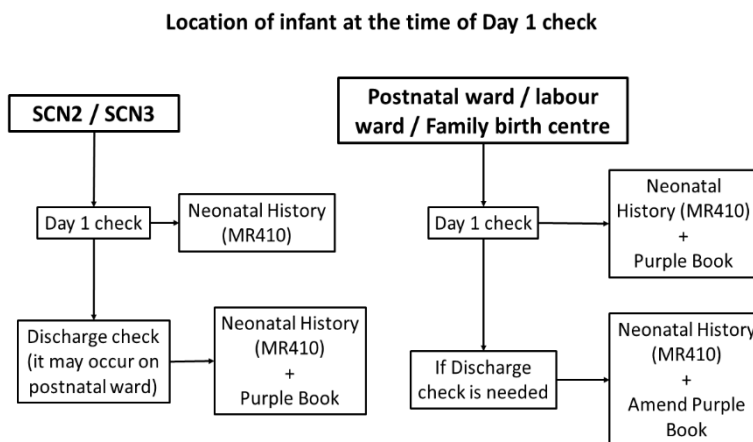 Location of infant at the time of Day 1 check
SCN2 / SCN3
Postnatal ward / labour
ward / Family birth centre
Day 1 check
Neonatal History
(MR410)
Day 1 check
Neonatal
History (MR410)
+
Purple Book
Discharge check
(it may occur on
postnatal ward)
Neonatal History
(MR410)
+
Purple Book
If Discharge
check is needed
Neonatal History
(MR410)
+
Amend Purple
Book